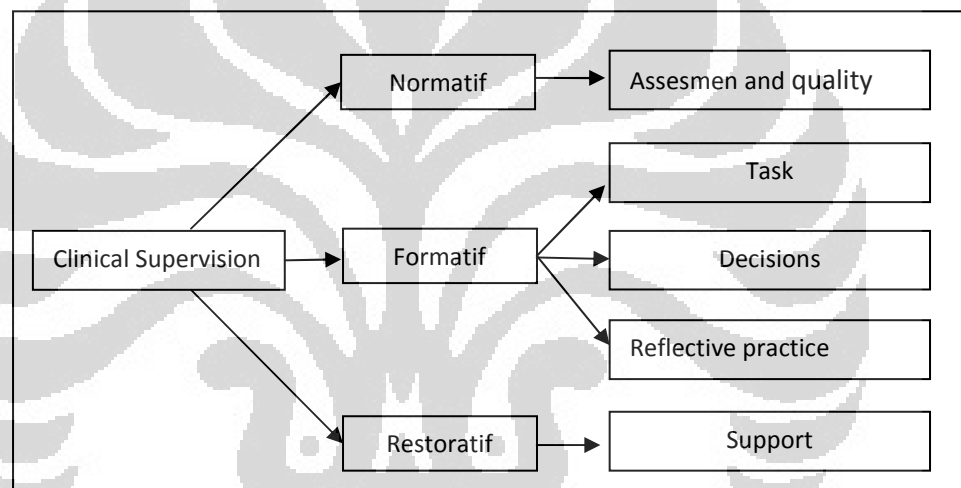 Normatif
Assesmen and quality
Task
Clinical Supervision
Formatif
Decisions
Reflective practice
Restoratif
Support